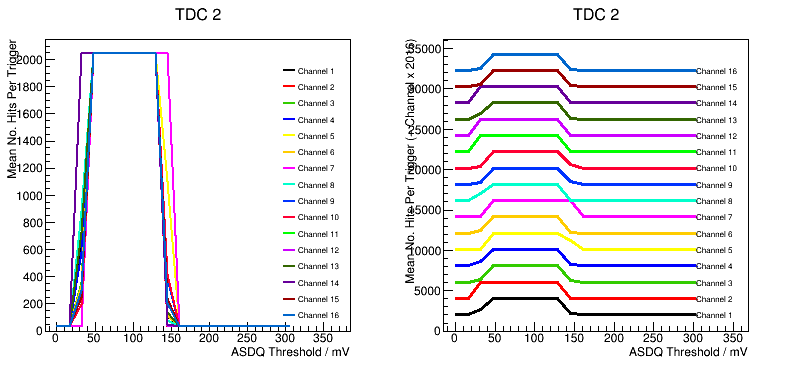 TDC 2
Mean No. Hits Per Trigger
2000
1800
1600
1400
1200
1000
800
600
400
200
0
Channel 1
Channel 2
Channel 3
Channel 4
Channel 5
Channel 6
Channel 7
Channel 8
Channel 9
Channel 10
Channel 11
Channel 12
Channel 13
Channel 14
Channel 15
Channel 16
0 50 100 150 200 250 300 350
ASDQ Threshold / mV
TDC 2
Mean No. Hits Per Trigger (+ Channel x 2016)
35000
30000
25000
20000
15000
10000
5000
0
Channel 16
Channel 15
Channel 14
Channel 13
Channel 12
Channel 11
Channel 10
Channel 9
Channel 8
Channel 7
Channel 6
Channel 5
Channel 4
Channel 3
Channel 2
Channel 1
0 50 100 150 200 250 300 350
ASDQ Threshold / mV